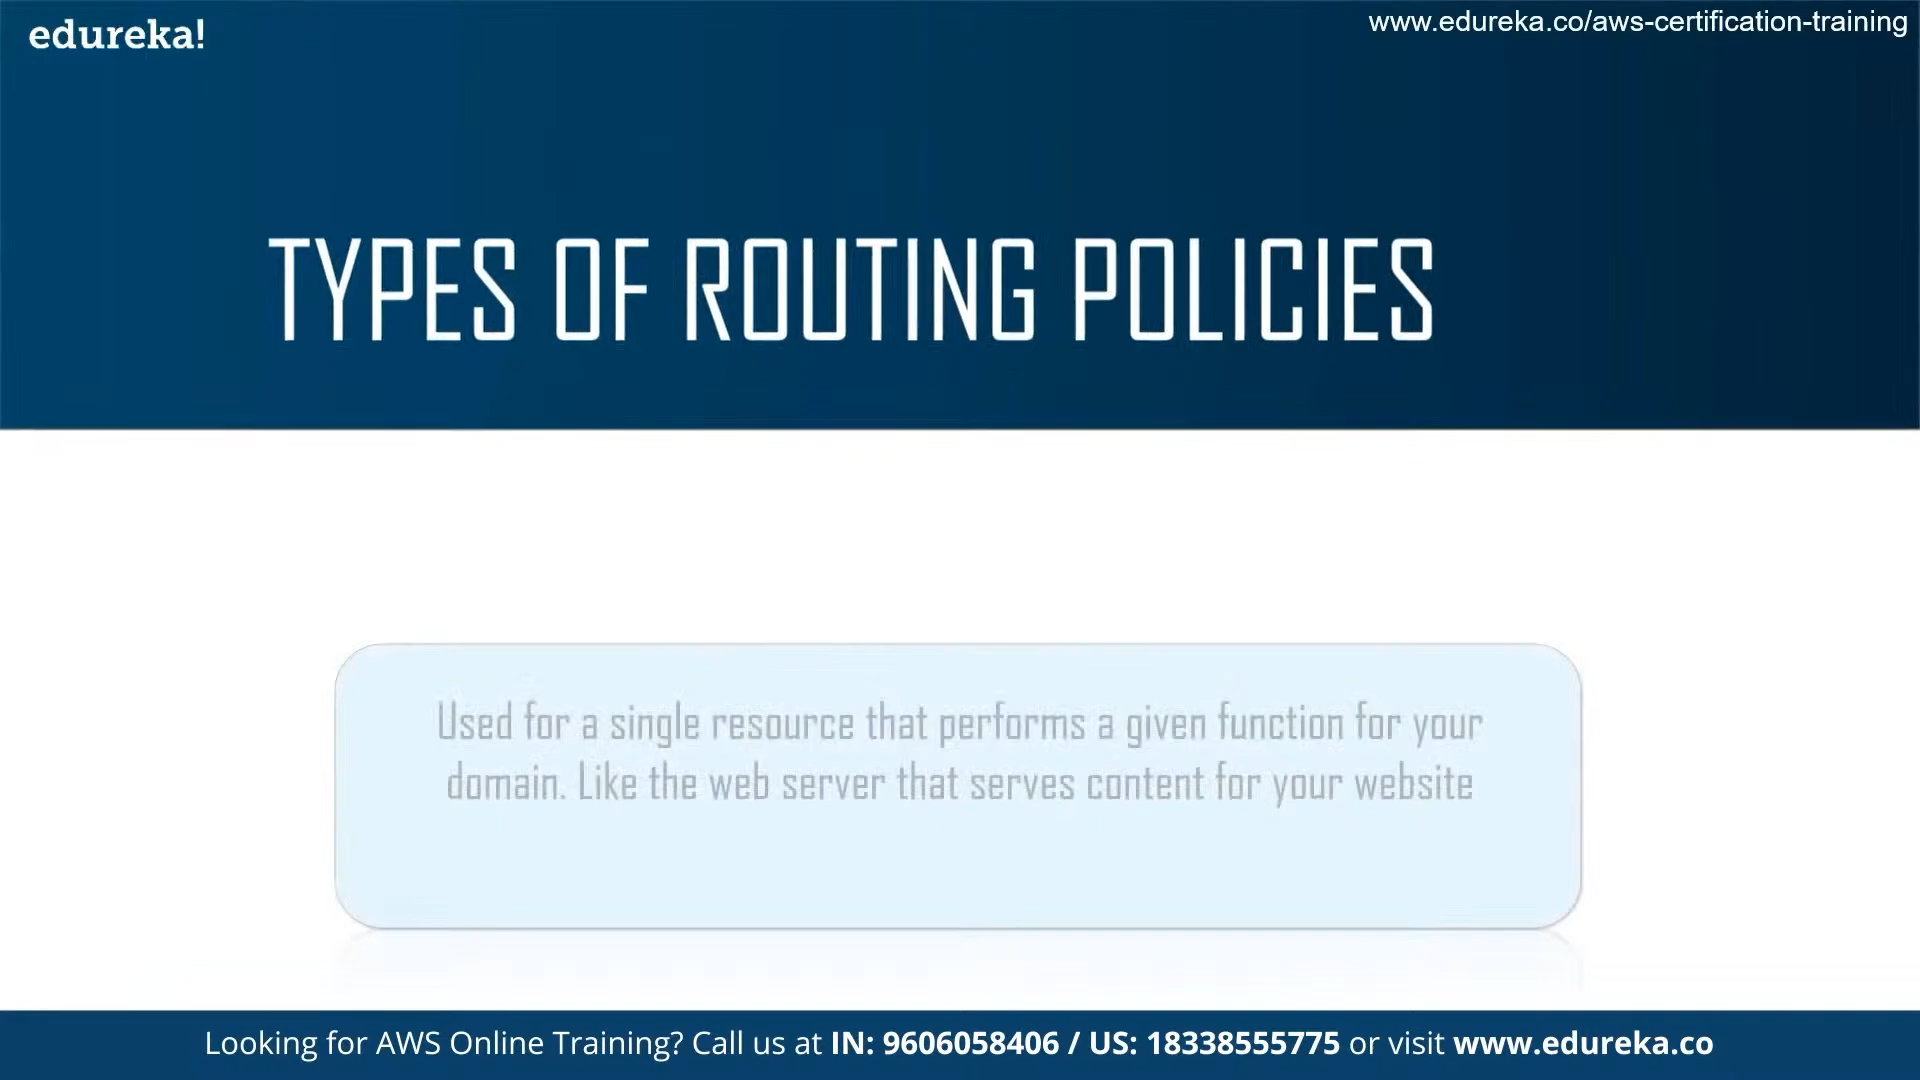 edureka!
www.edureka.co/aws-certification-training
TYPES OF ROUTING POLICIES
Used for a single resource that performs a given function for your
domain. Like the web server that serves content for your website
Looking for AWS Online Training? Call us at IN: 9606058406 / US: 18338555775 or visit www.edureka.co